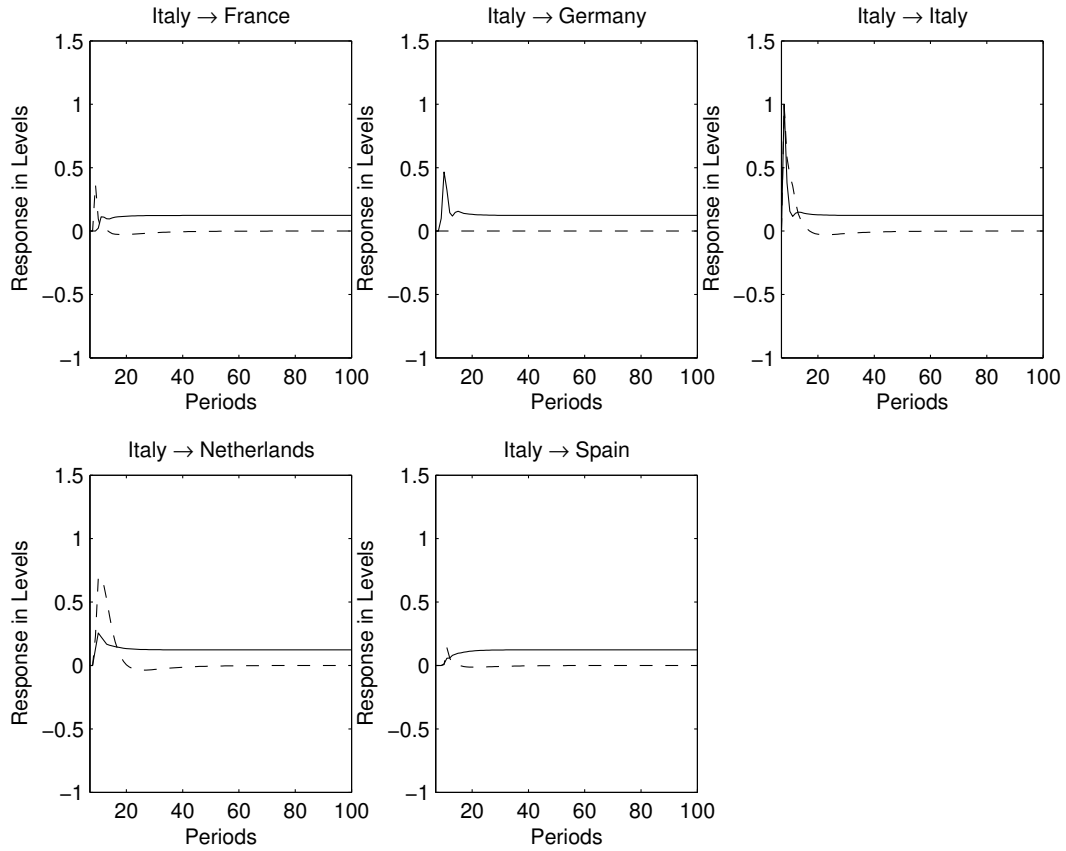 Italy → France
Response in Levels
1.5
1
0.5
0
−0.5
−1
20 40 60 80 100
Periods
Italy → Germany
Response in Levels
1.5
1
0.5
0
−0.5
−1
20 40 60 80 100
Periods
Italy → Italy
Response in Levels
1.5
1
0.5
0
−0.5
−1
20 40 60 80 100
Periods
Italy → Netherlands
Response in Levels
1.5
1
0.5
0
−0.5
−1
20 40 60 80 100
Periods
Italy → Spain
Response in Levels
1.5
1
0.5
0
−0.5
−1
20 40 60 80 100
Periods